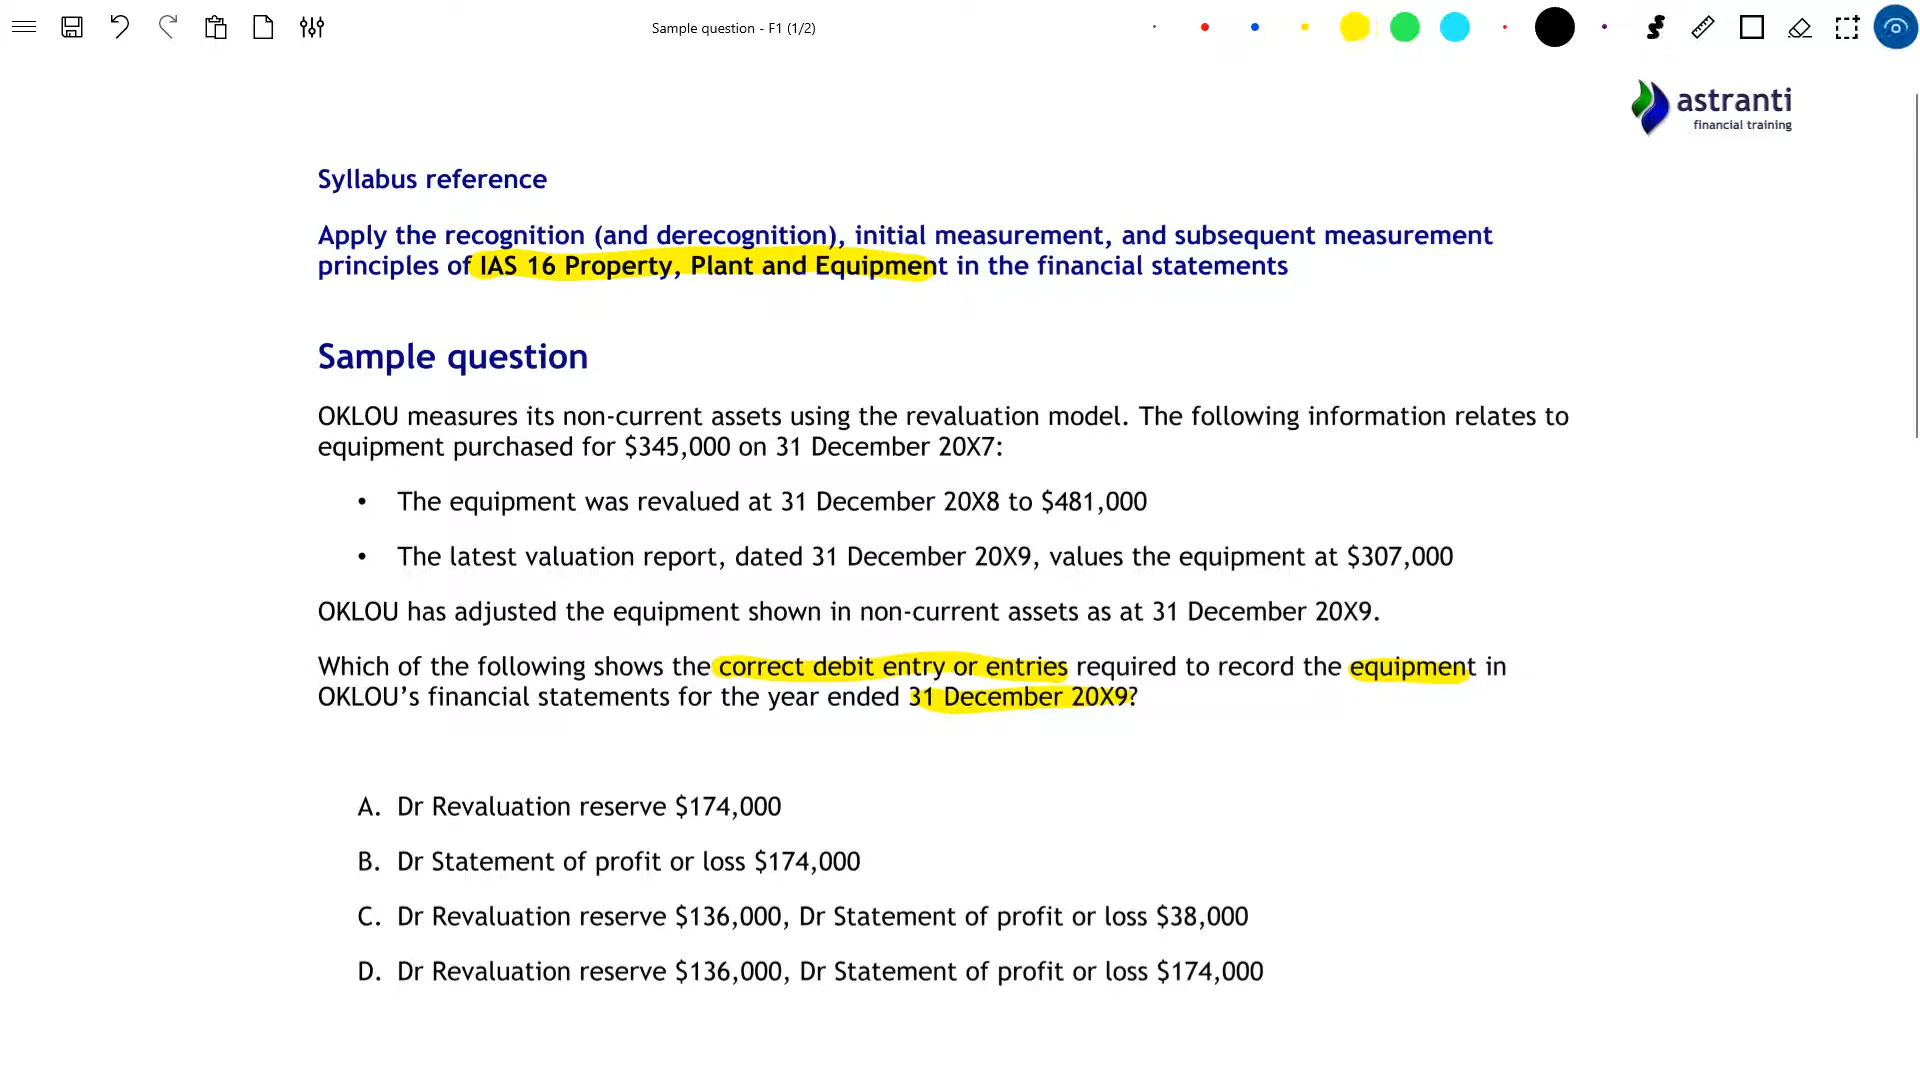 Sample question - F1 (1/2)
astranti
financial training
Syllabus reference
Apply the recognition (and derecognition), initial measurement, and subsequent measurement
principles of IAS 16 Property, Plant and Equipment in the financial statements
Sample question
OKLOU measures its non-current assets using the revaluation model. The following information relates to
equipment purchased for $345,000 on 31 December 20X7:
• The equipment was revalued at 31 December 20X8 to $481,000
• The latest valuation report, dated 31 December 20X9, values the equipment at $307,000
OKLOU has adjusted the equipment shown in non-current assets as at 31 December 20X9.
Which of the following shows the correct debit entry or entries required to record the equipment in
OKLOU’s financial statements for the year ended 31 December 20X9?
A. Dr Revaluation reserve $174,000
B. Dr Statement of profit or loss $174,000
C. Dr Revaluation reserve $136,000, Dr Statement of profit or loss $38,000
D. Dr Revaluation reserve $136,000, Dr Statement of profit or loss $174,000